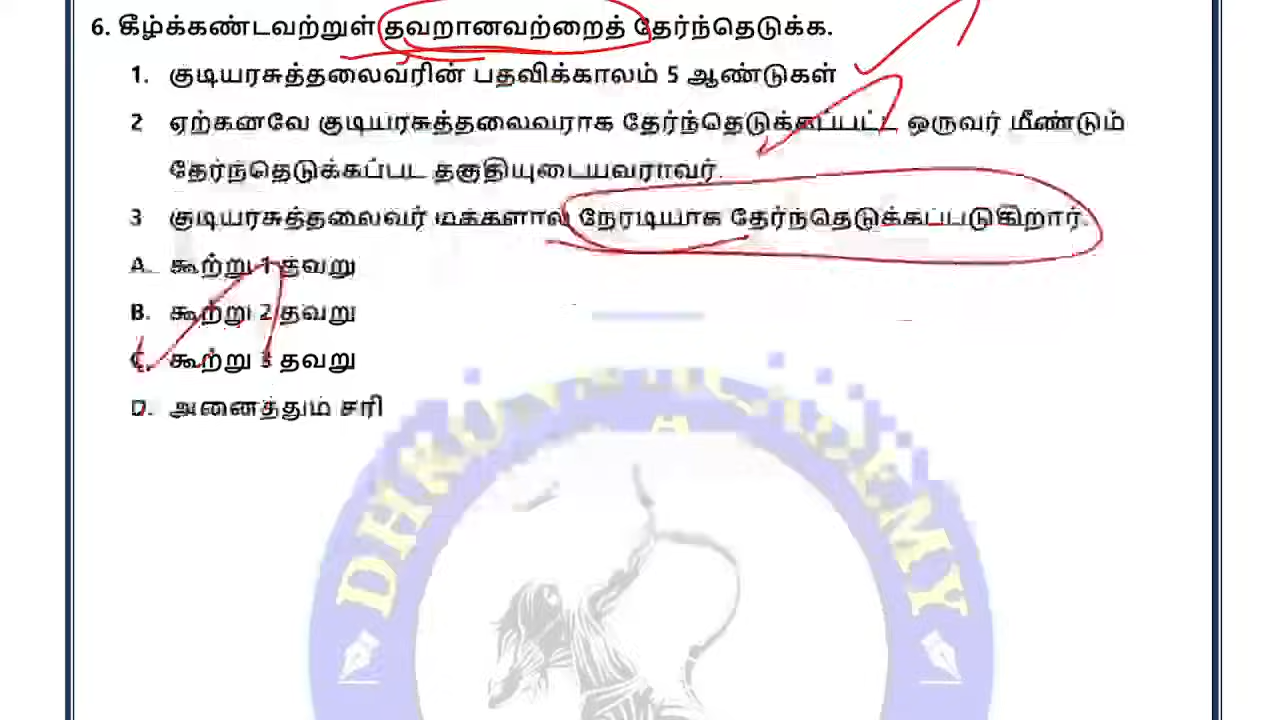 6. கீழ்க்கண்டவற்றுள் தவறானவற்றைத் தேர்ந்தெடுக்க.
1. குடியரசுத்தலைவரின் பதவிக்காலம் 5 ஆண்டுகள்
2 ஏற்கனவே குடியரசுத்தலைவராக தேர்ந்தெடுக்கப்பட்ட ஒருவர் மீண்டும்
தேர்ந்தெடுக்கப்பட தகுதியுடையவராவர்.
3 குடியரசுத்தலைவர் மக்களால் நேரடியாக தேர்ந்தெடுக்கப்படுகிறார்.
A. கூற்று 1 தவறு
B. கூற்று 2 தவறு
C. கூற்று 3 தவறு
D. அனைத்தும் சரி